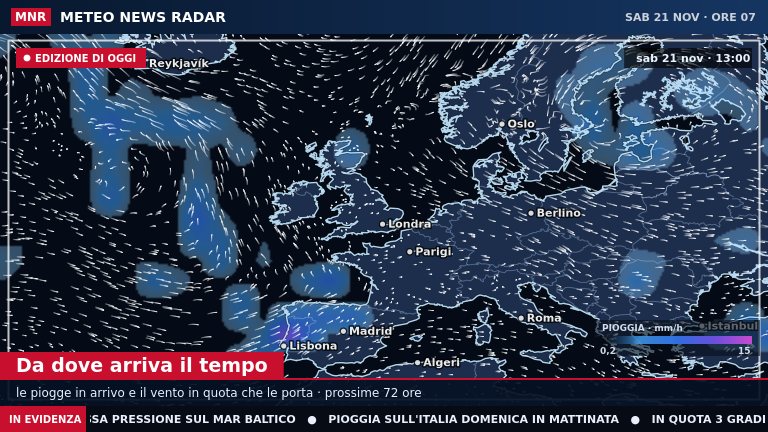 MNR METEO NEWS RADAR SAB 21 NOV · ORE 07
EDIZIONE DI OGGI
sab 21 nov · 13:00
Reykjavík
Oslo
Berlino
Londra
Parigi
Roma
PIOGGIA · mm/h
Istanbul
Madrid
Lisbona
0,2 15
Algeri
Da dove arriva il tempo
le piogge in arrivo e il vento in quota che le porta · prossime 72 ore
IN EVIDENZA SSA PRESSIONE SUL MAR BALTICO ● PIOGGIA SULL'ITALIA DOMENICA IN MATTINATA ● IN QUOTA 3 GRADI